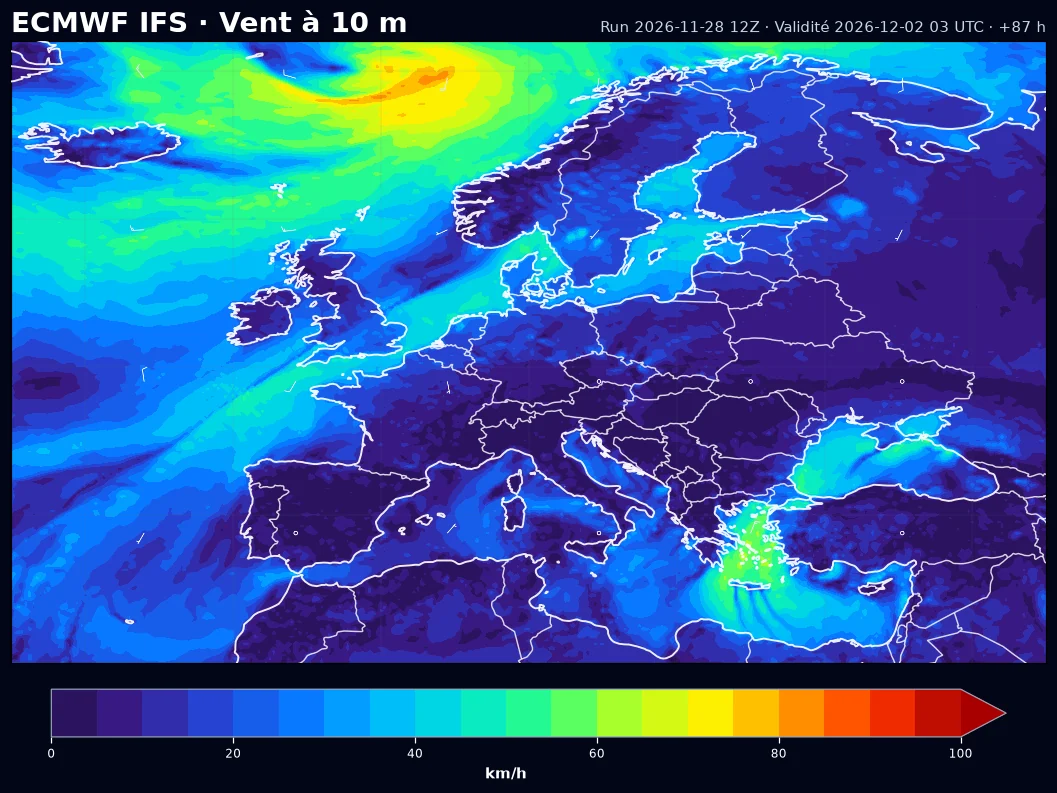 ECMWF IFS · Vent à 10 m
Run 2026-11-28 12Z · Validité 2026-12-02 03 UTC · +87 h
0 20 40 60 80 100
km/h